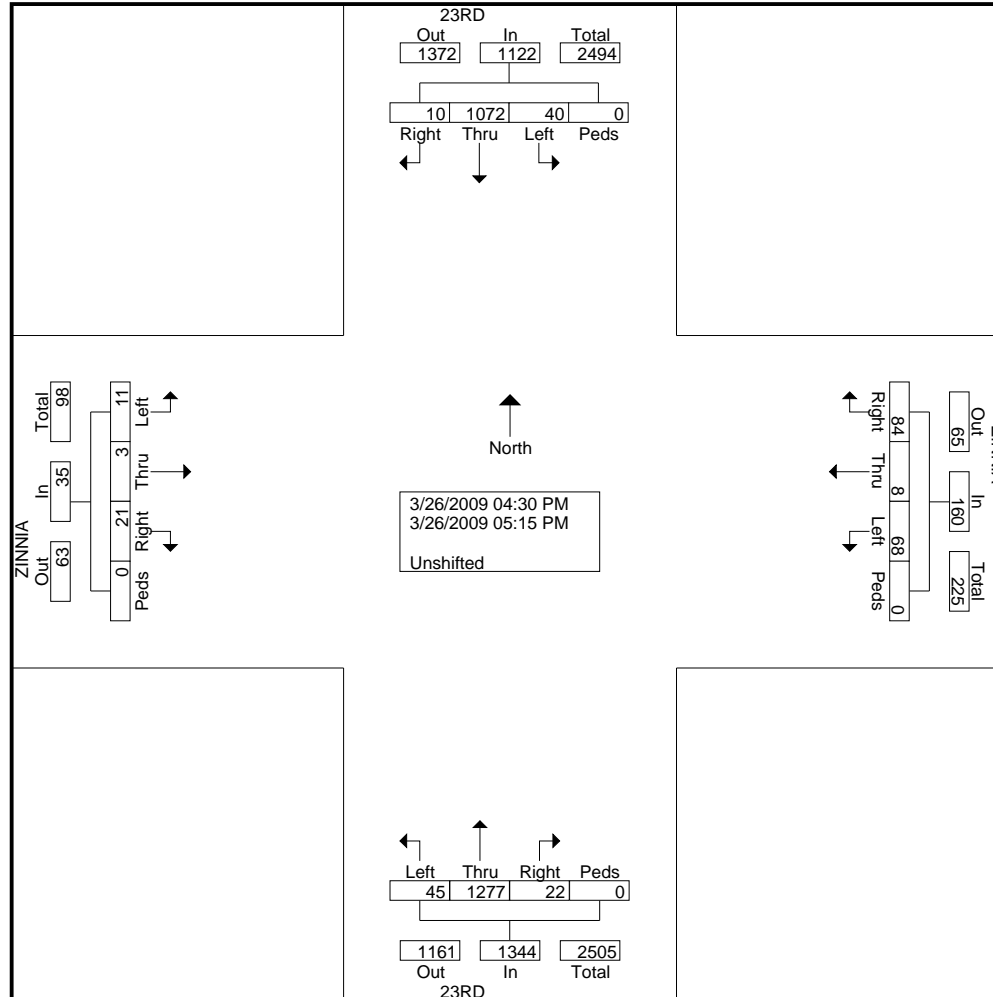 23RD
Out In Total
1372 1122 2494
10 1072 40 0
Right Thru Left Peds
Total In Out
98 35 63
ZINNIA
11 3 21 0
Left Thru Right Peds
North
3/26/2009 04:30 PM
3/26/2009 05:15 PM
Unshifted
Right Thru Left Peds
84 8 68 0
Out In Total
65 160 225
Left Thru Right Peds
45 1277 22 0
1161 1344 2505
Out In Total
23RD